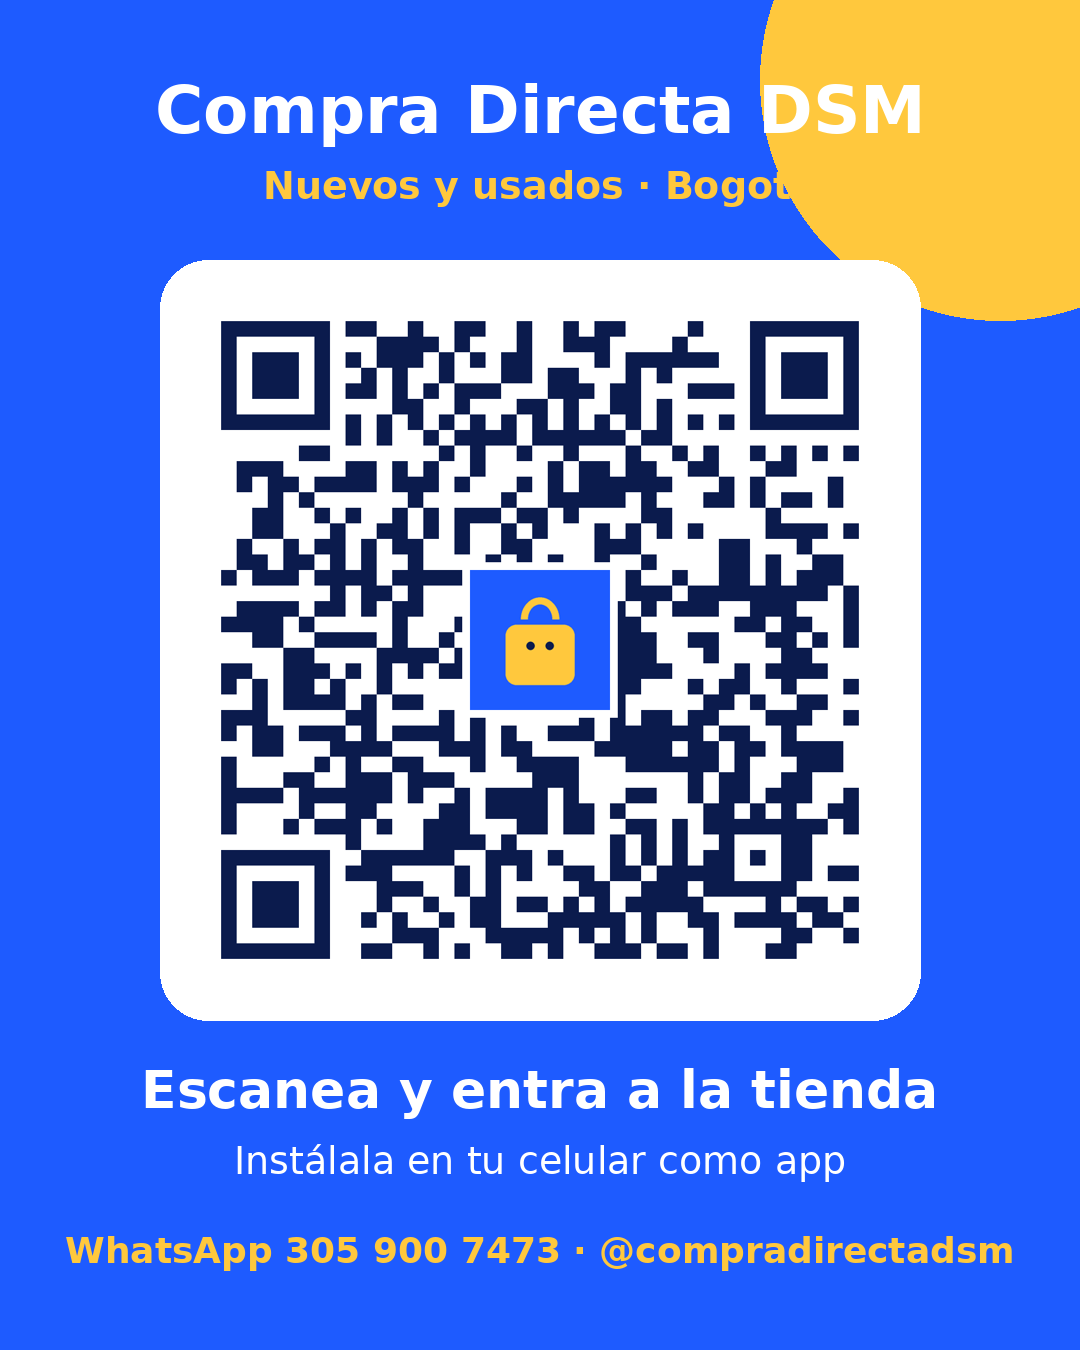 Compra Directa DSM
Nuevos y usados · Bogot
Escanea y entra a la tienda
Instálala en tu celular como app
WhatsApp 305 900 7473 · @compradirectadsm